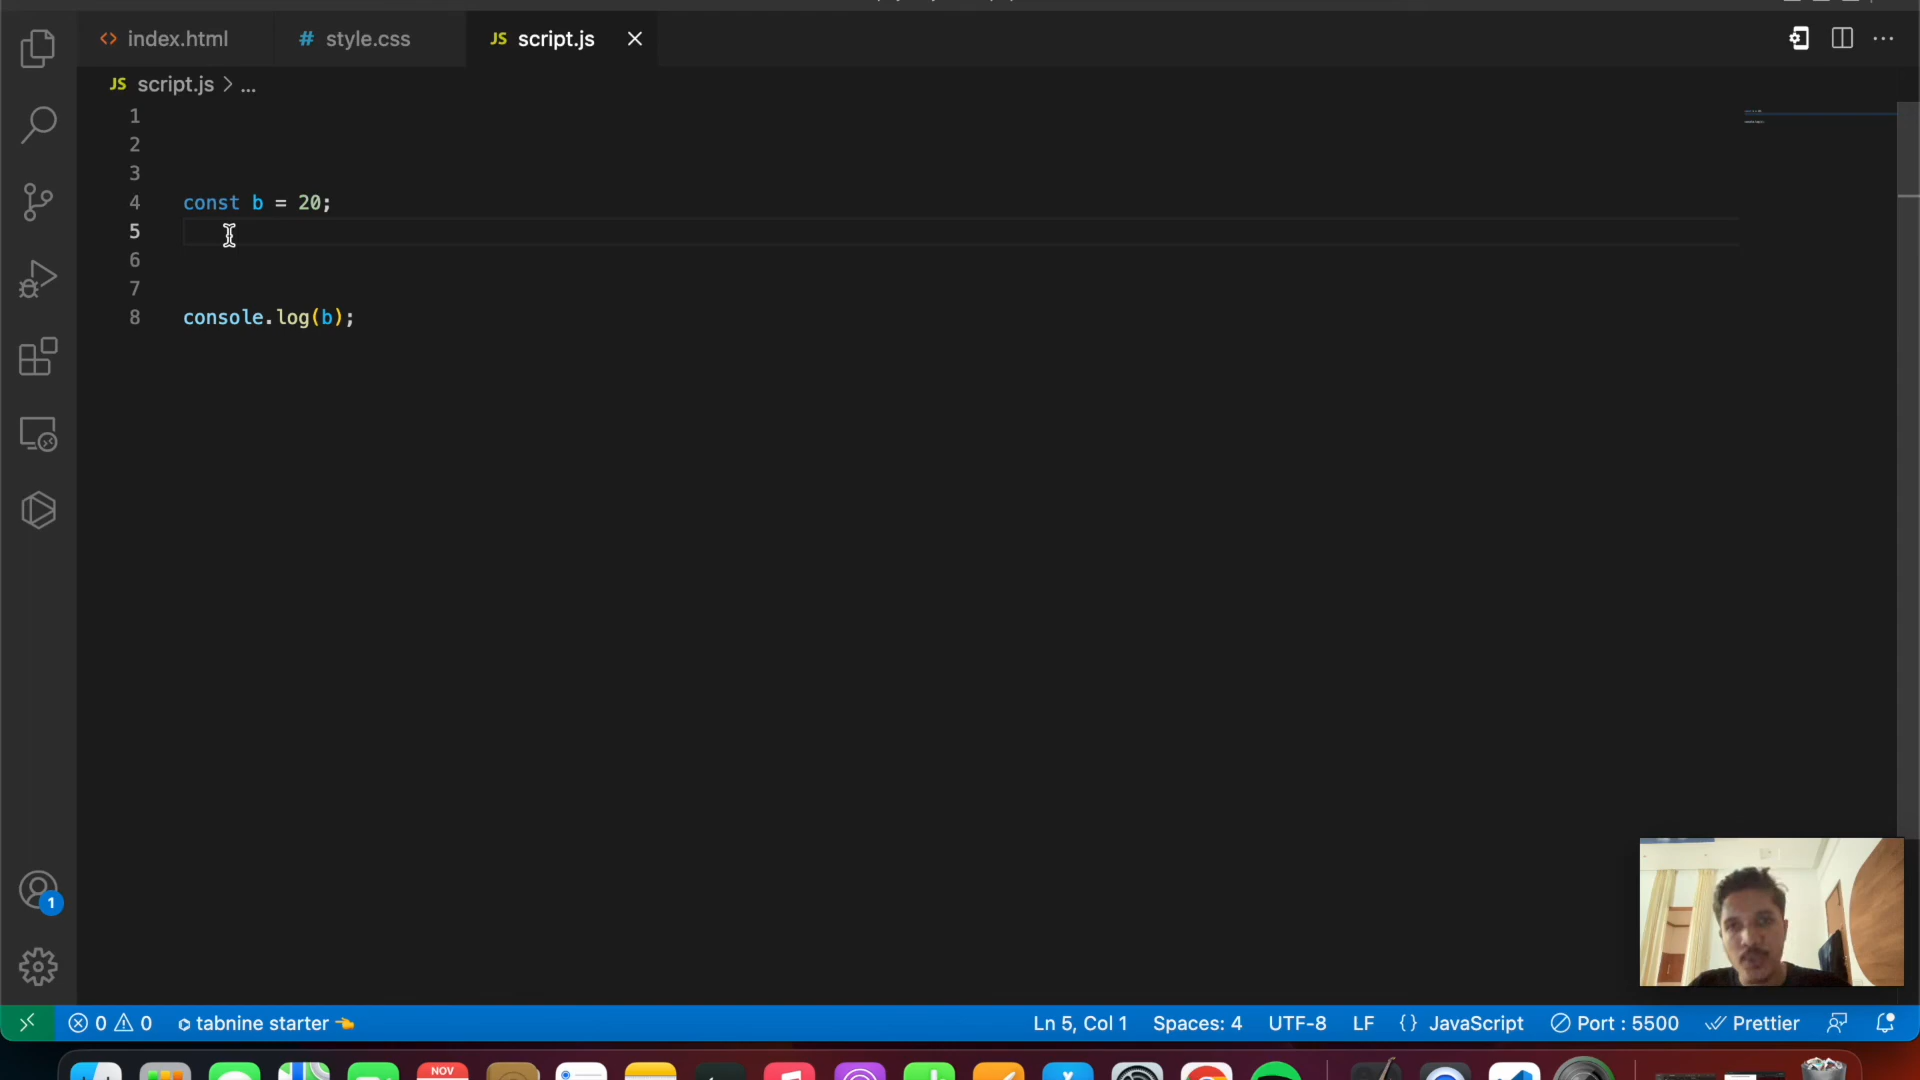 <> index.html
# style.css
JS script.js
JS script.js > ...
1
2
3
4 const b = 20;
5
6
7
8 console.log(b);
1
0 0
tabnine starter
Ln 5, Col 1
Spaces: 4
UTF-8
LF
{} JavaScript
Port : 5500
Prettier
NOV